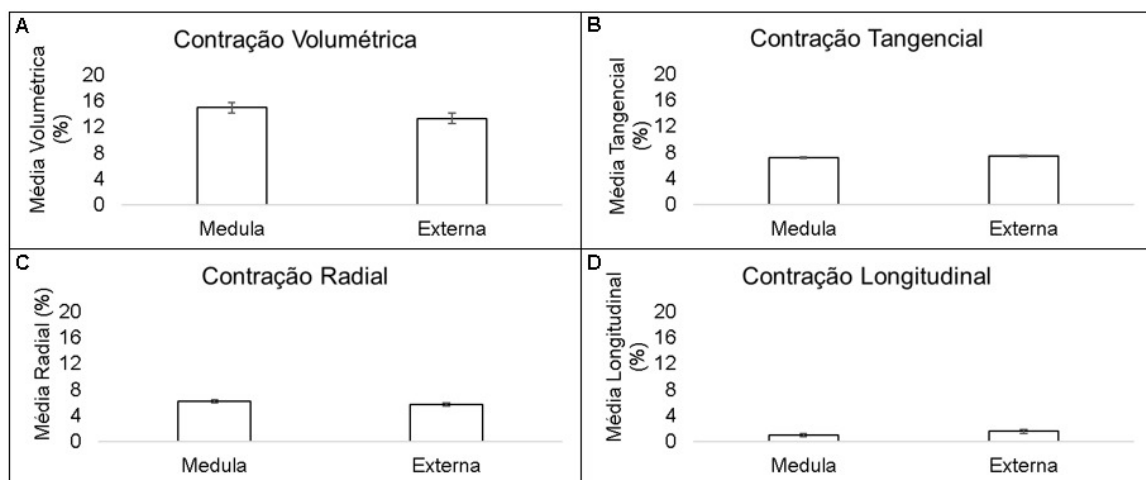 A
Contração Volumétrica
Média Volumétrica
(%)
20
16
12
8
4
0
Medula Externa
B
Contração Tangencial
Média Tangencial
(%)
20
16
12
8
4
0
Medula Externa
C
Contração Radial
Média Radial (%)
20
16
12
8
4
0
Medula Externa
D
Contração Longitudinal
Média Longitudinal
(%)
20
16
12
8
4
0
Medula Externa